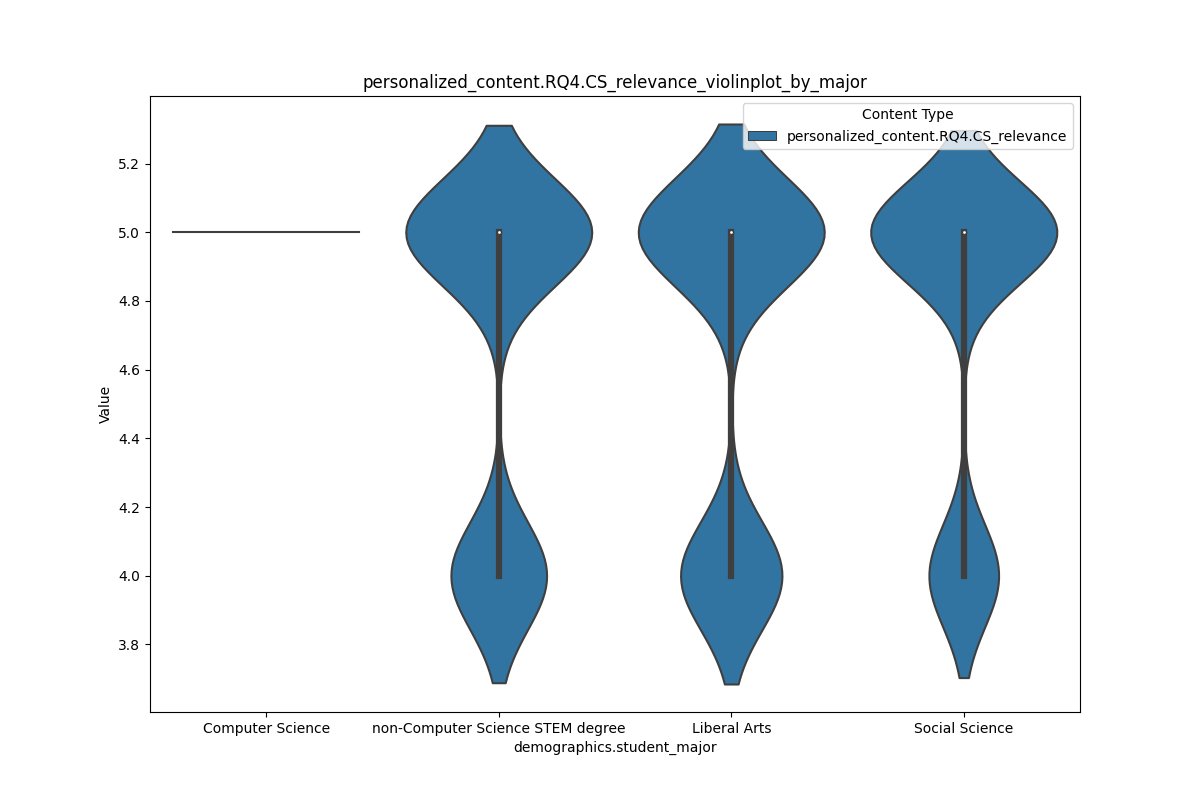 personalized_content.RQ4.CS_relevance_violinplot_by_major
Content Type
personalized_content.RQ4.CS_relevance
5.2
5.0
4.8
4.6
4.4
4.2
4.0
3.8
Value
Computer Science
non-Computer Science STEM degree
Liberal Arts
Social Science
demographics.student_major